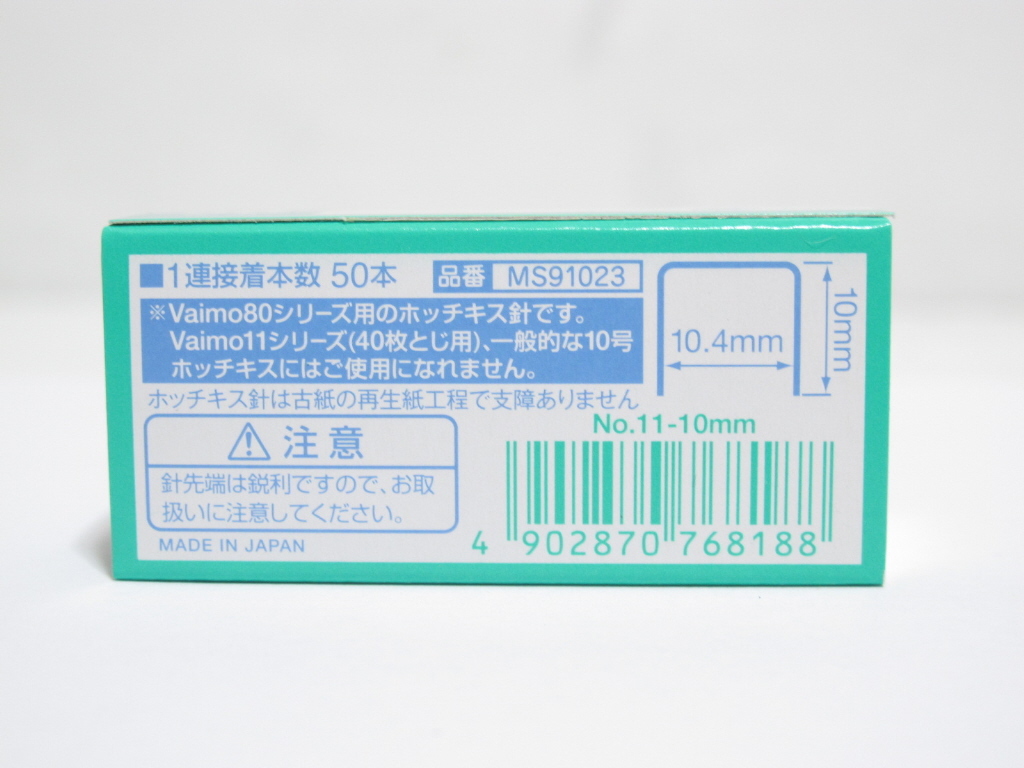 ■1連接着本数 50本
品番 MS91023
※Vaimo80シリーズ用のホッチキス針です。
Vaimo11シリーズ(40枚とじ用)、一般的な10号
ホッチキスにはご使用になれません。
ホッチキス針は古紙の再生紙工程で支障ありません
10.4mm
10mm
注意
針先端は鋭利ですので、お取
扱いに注意してください。
MADE IN JAPAN
No.11-10mm
4 902870 768188